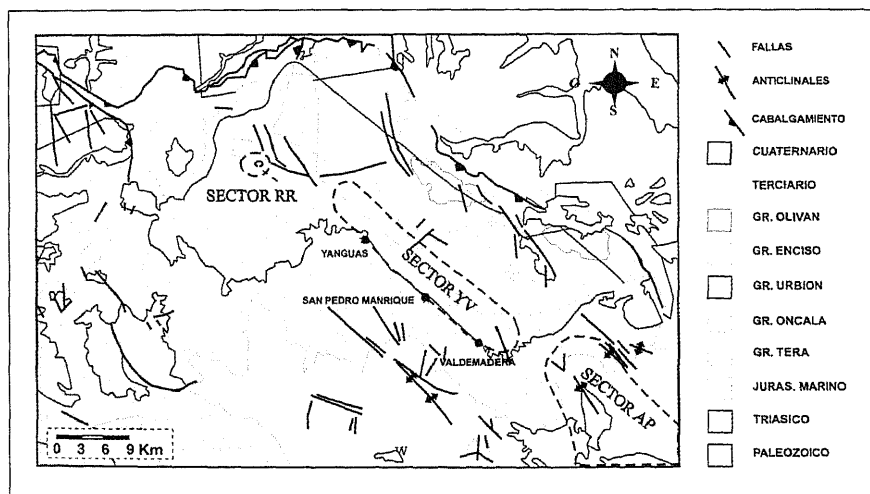 N
G E
S
SECTOR RR
YANGUAS
SECTOR YV
SAN PEDRO MANRIQUE
VALDEMADERA
SECTOR AP
W
0 3 6 9 Km
FALLAS
ANTICLINALES
CABALGAMIENTO
CUATERNARIO
TERCIARIO
GR. OLIVAN
GR. ENCISO
GR. URBION
GR. ONCALA
GR. TERA
JURAS. MARINO
TRIASICO
PALEOZOICO